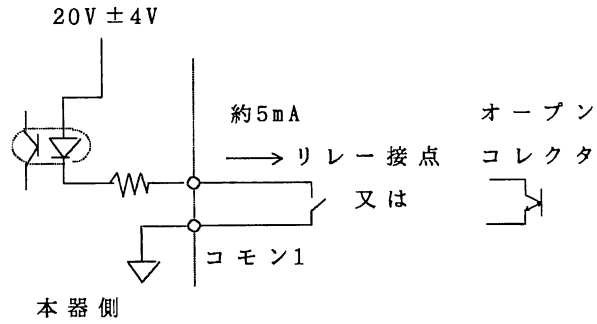 20V±4V
約5mA
リレー接点
又は
オープン
コレクタ
コモン1
本器側